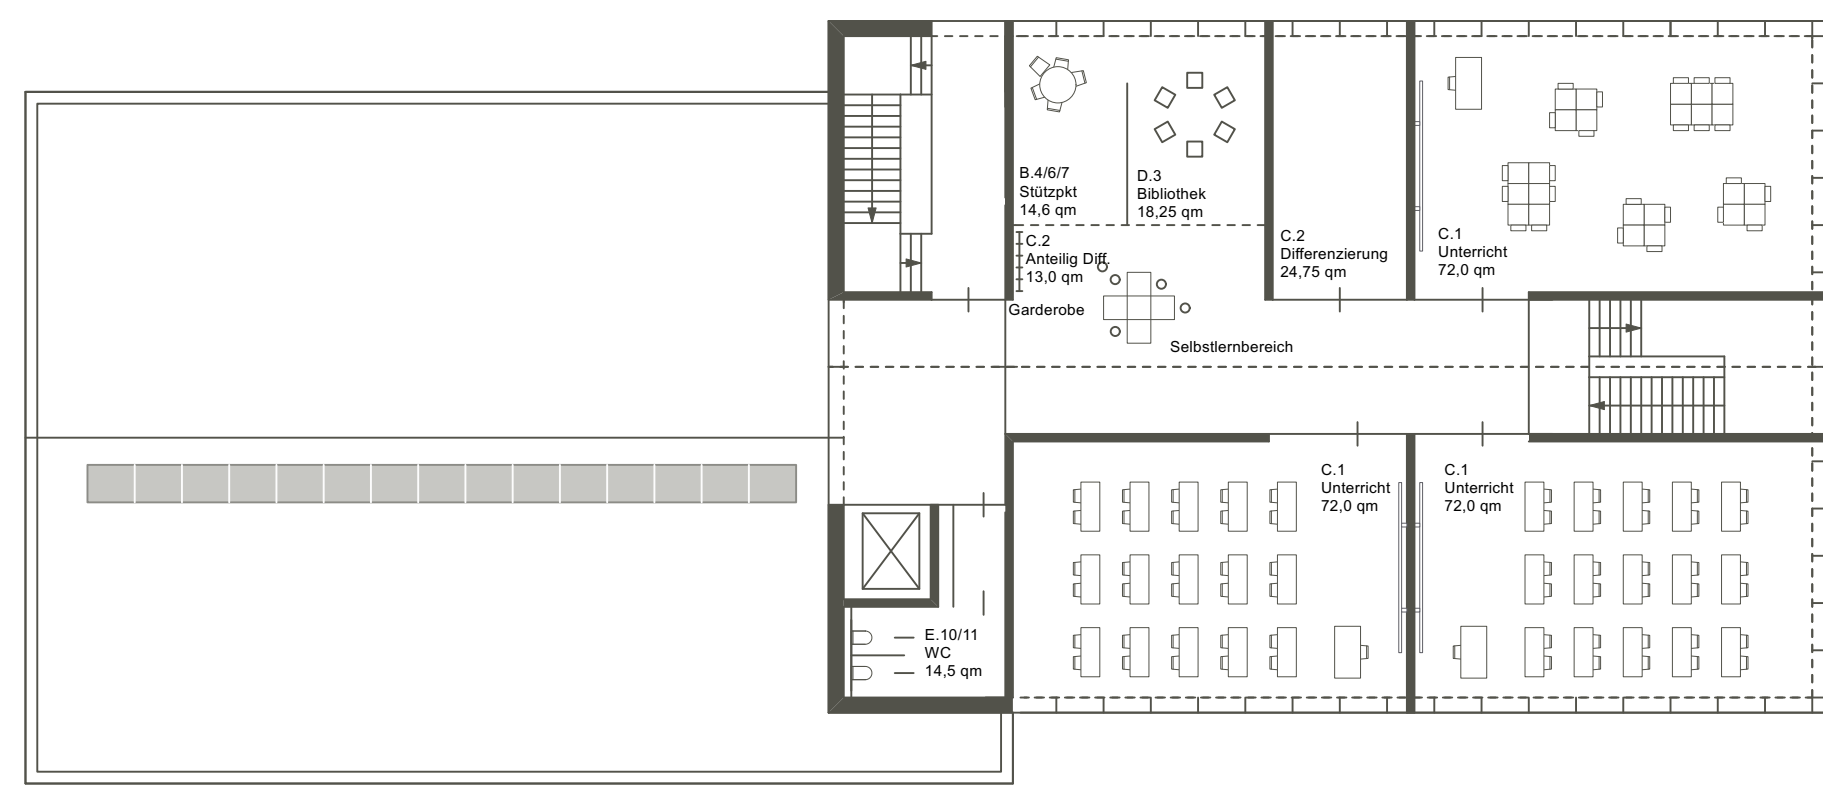 B.4/6/7
Stützpkt
14,6 qm
D.3
Bibliothek
18,25 qm
C.2
Anteilig Diff.
13,0 qm
Garderobe
Selbstlernbereich
C.2
Differenzierung
24,75 qm
C.1
Unterricht
72,0 qm
C.1
Unterricht
72,0 qm
C.1
Unterricht
72,0 qm
E.10/11
WC
14,5 qm